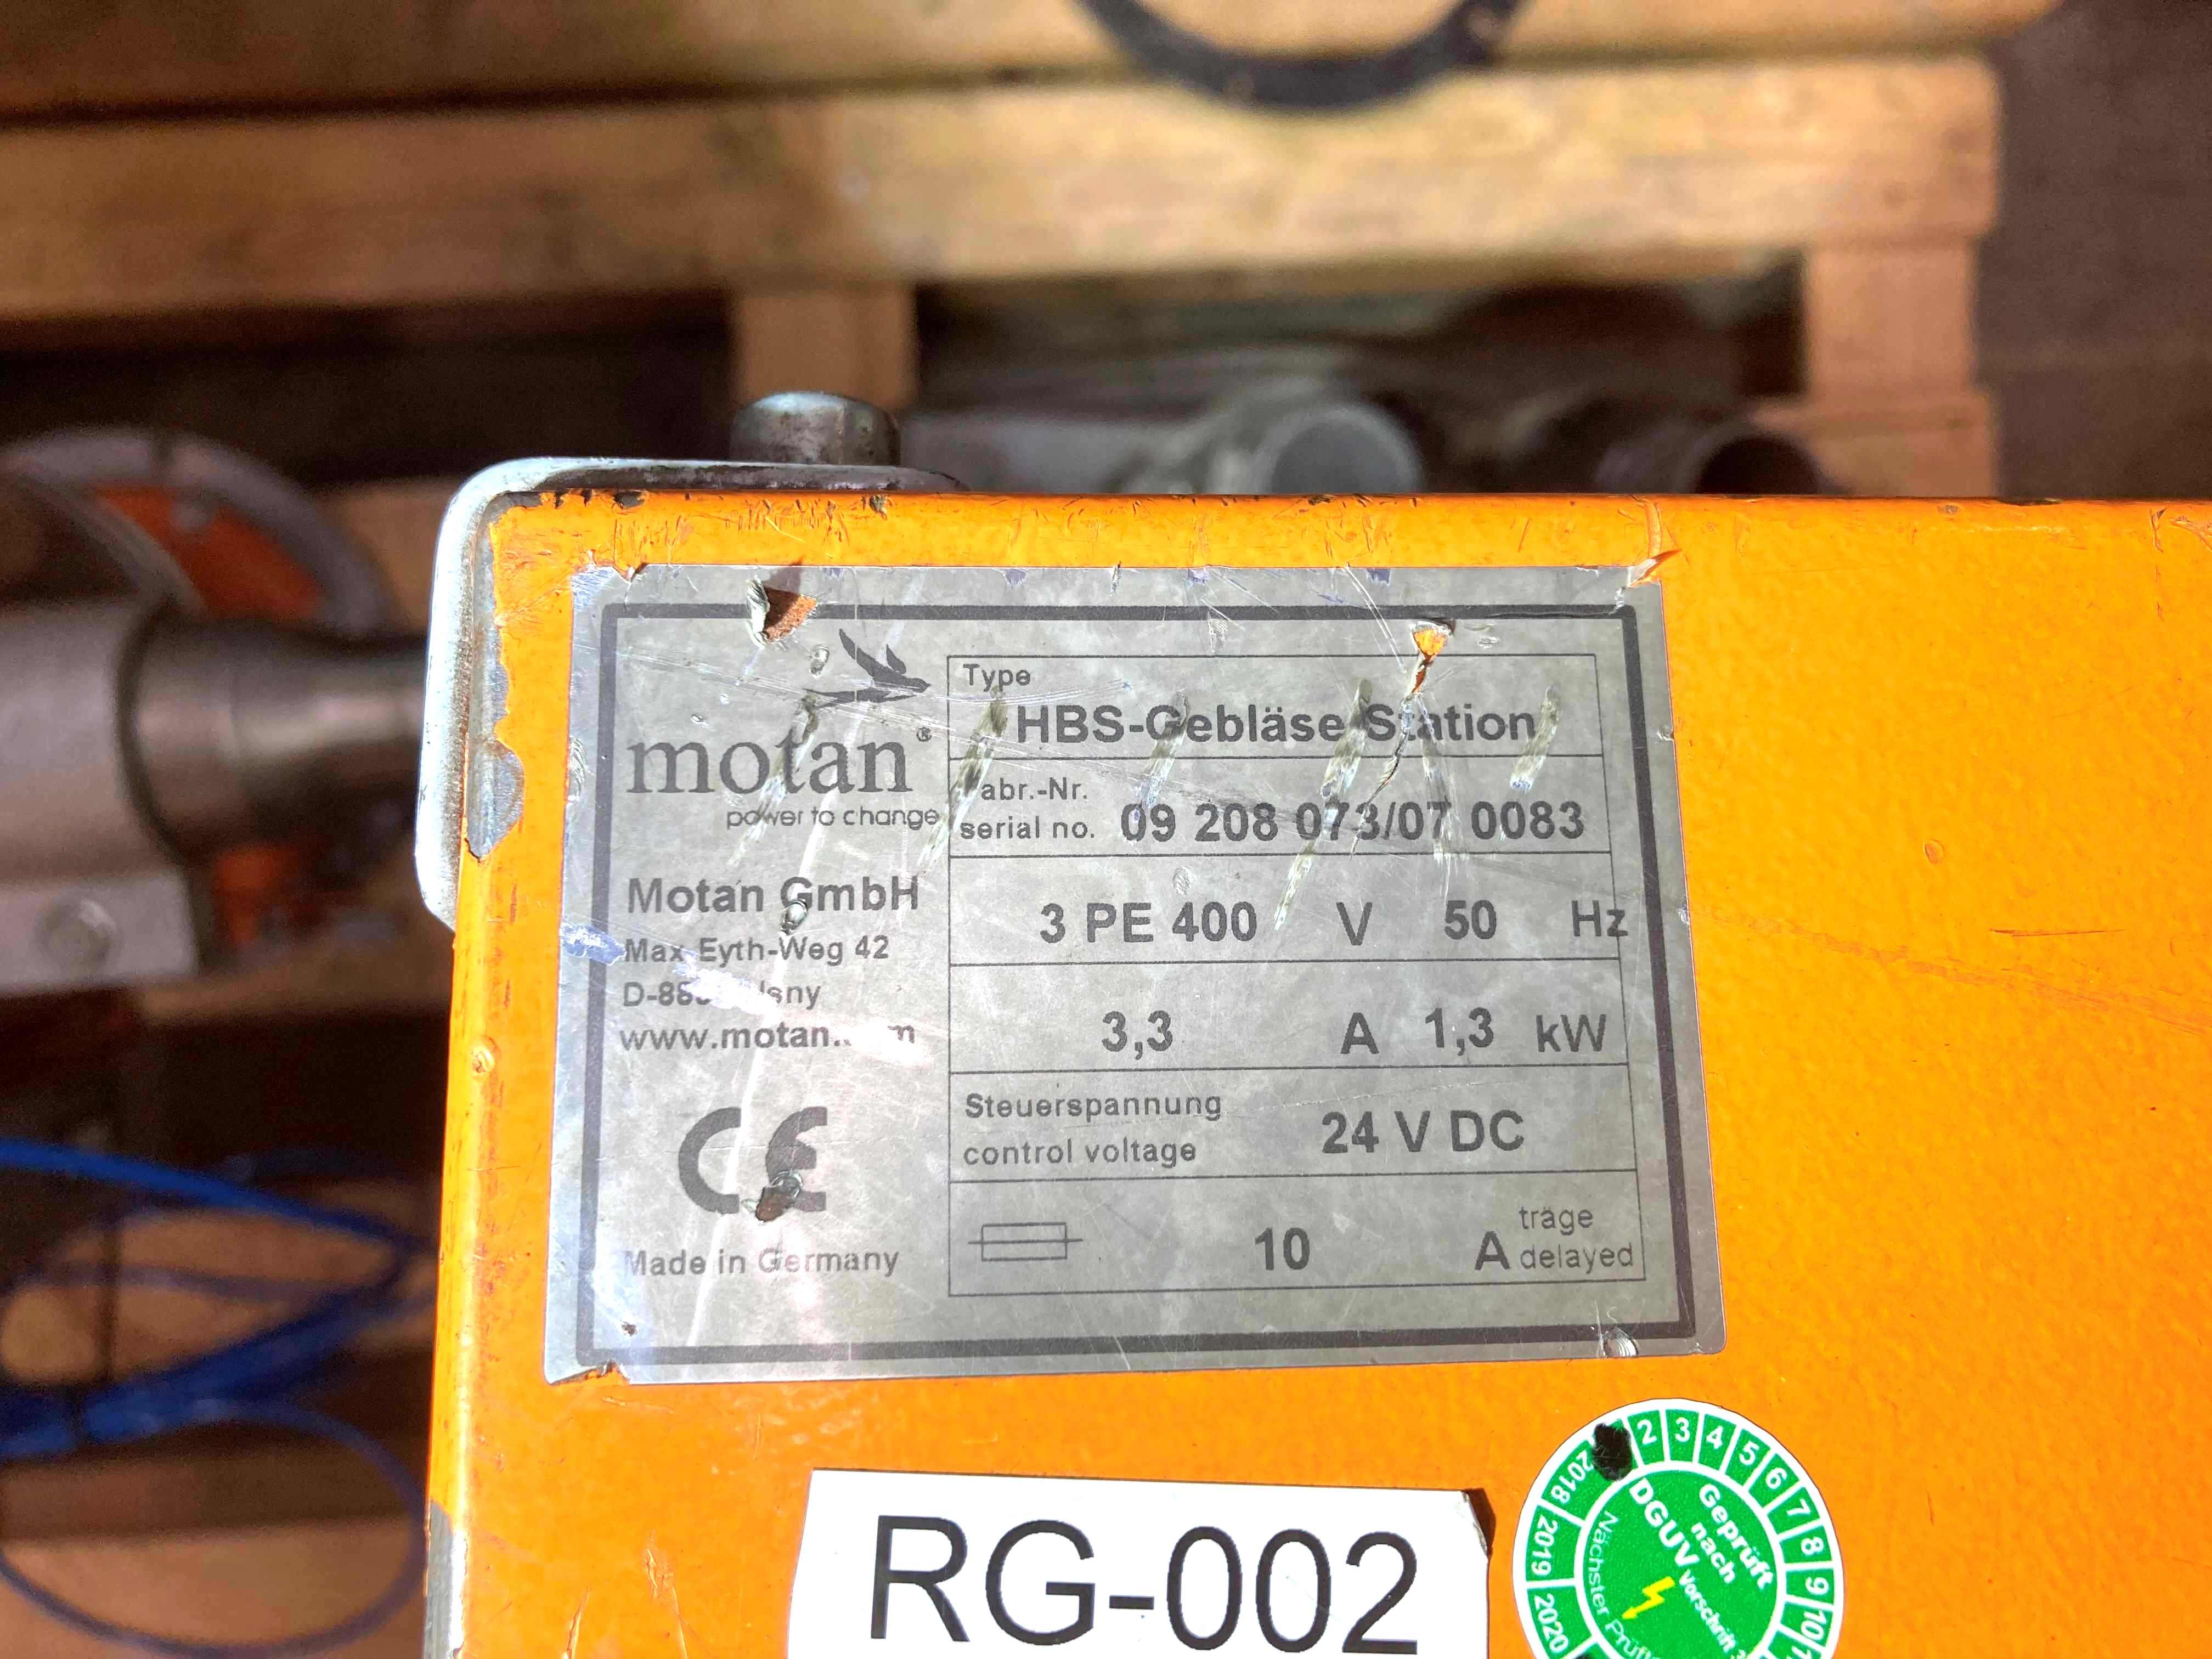 motan®
power to change
Motan GmbH
Max Eyth-Weg 42
www.motan.
CE
Made in Germany
Type
HBS-Gebläse Station
Fabr.-Nr.
serial no. 09 208 073/07 0083
3 PE 400 V 50 Hz
3,3 A 1,3 kW
Steuerspannung
control voltage 24 V DC
10 A träge
delayed
RG-002
2 3 4 5 6 7 8 9 10
2018 2019 2020
Geprüft
nach
DGUV Vorschrift 3
Nächster